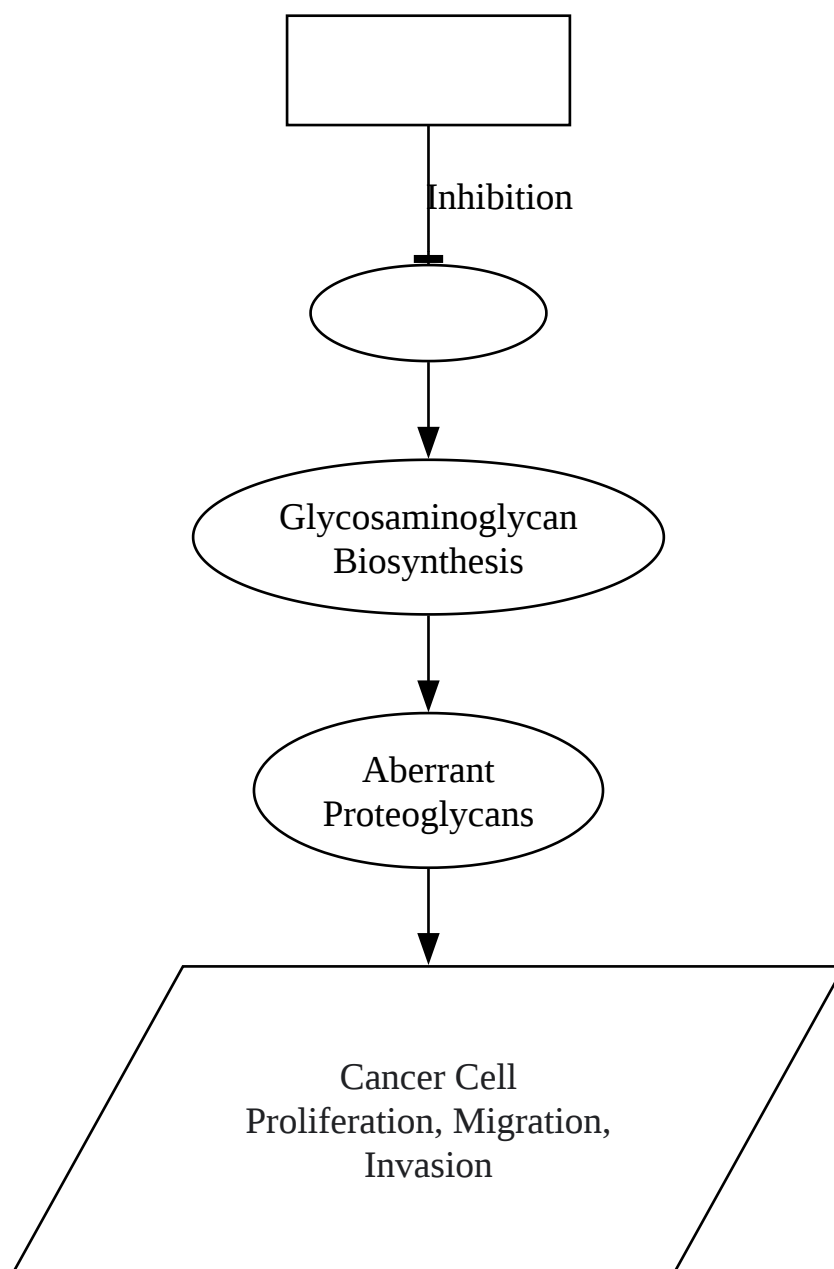 Inhibition
Glycosaminoglycan
Biosynthesis
Aberrant
Proteoglycans
Cancer Cell
Proliferation, Migration,
Invasion